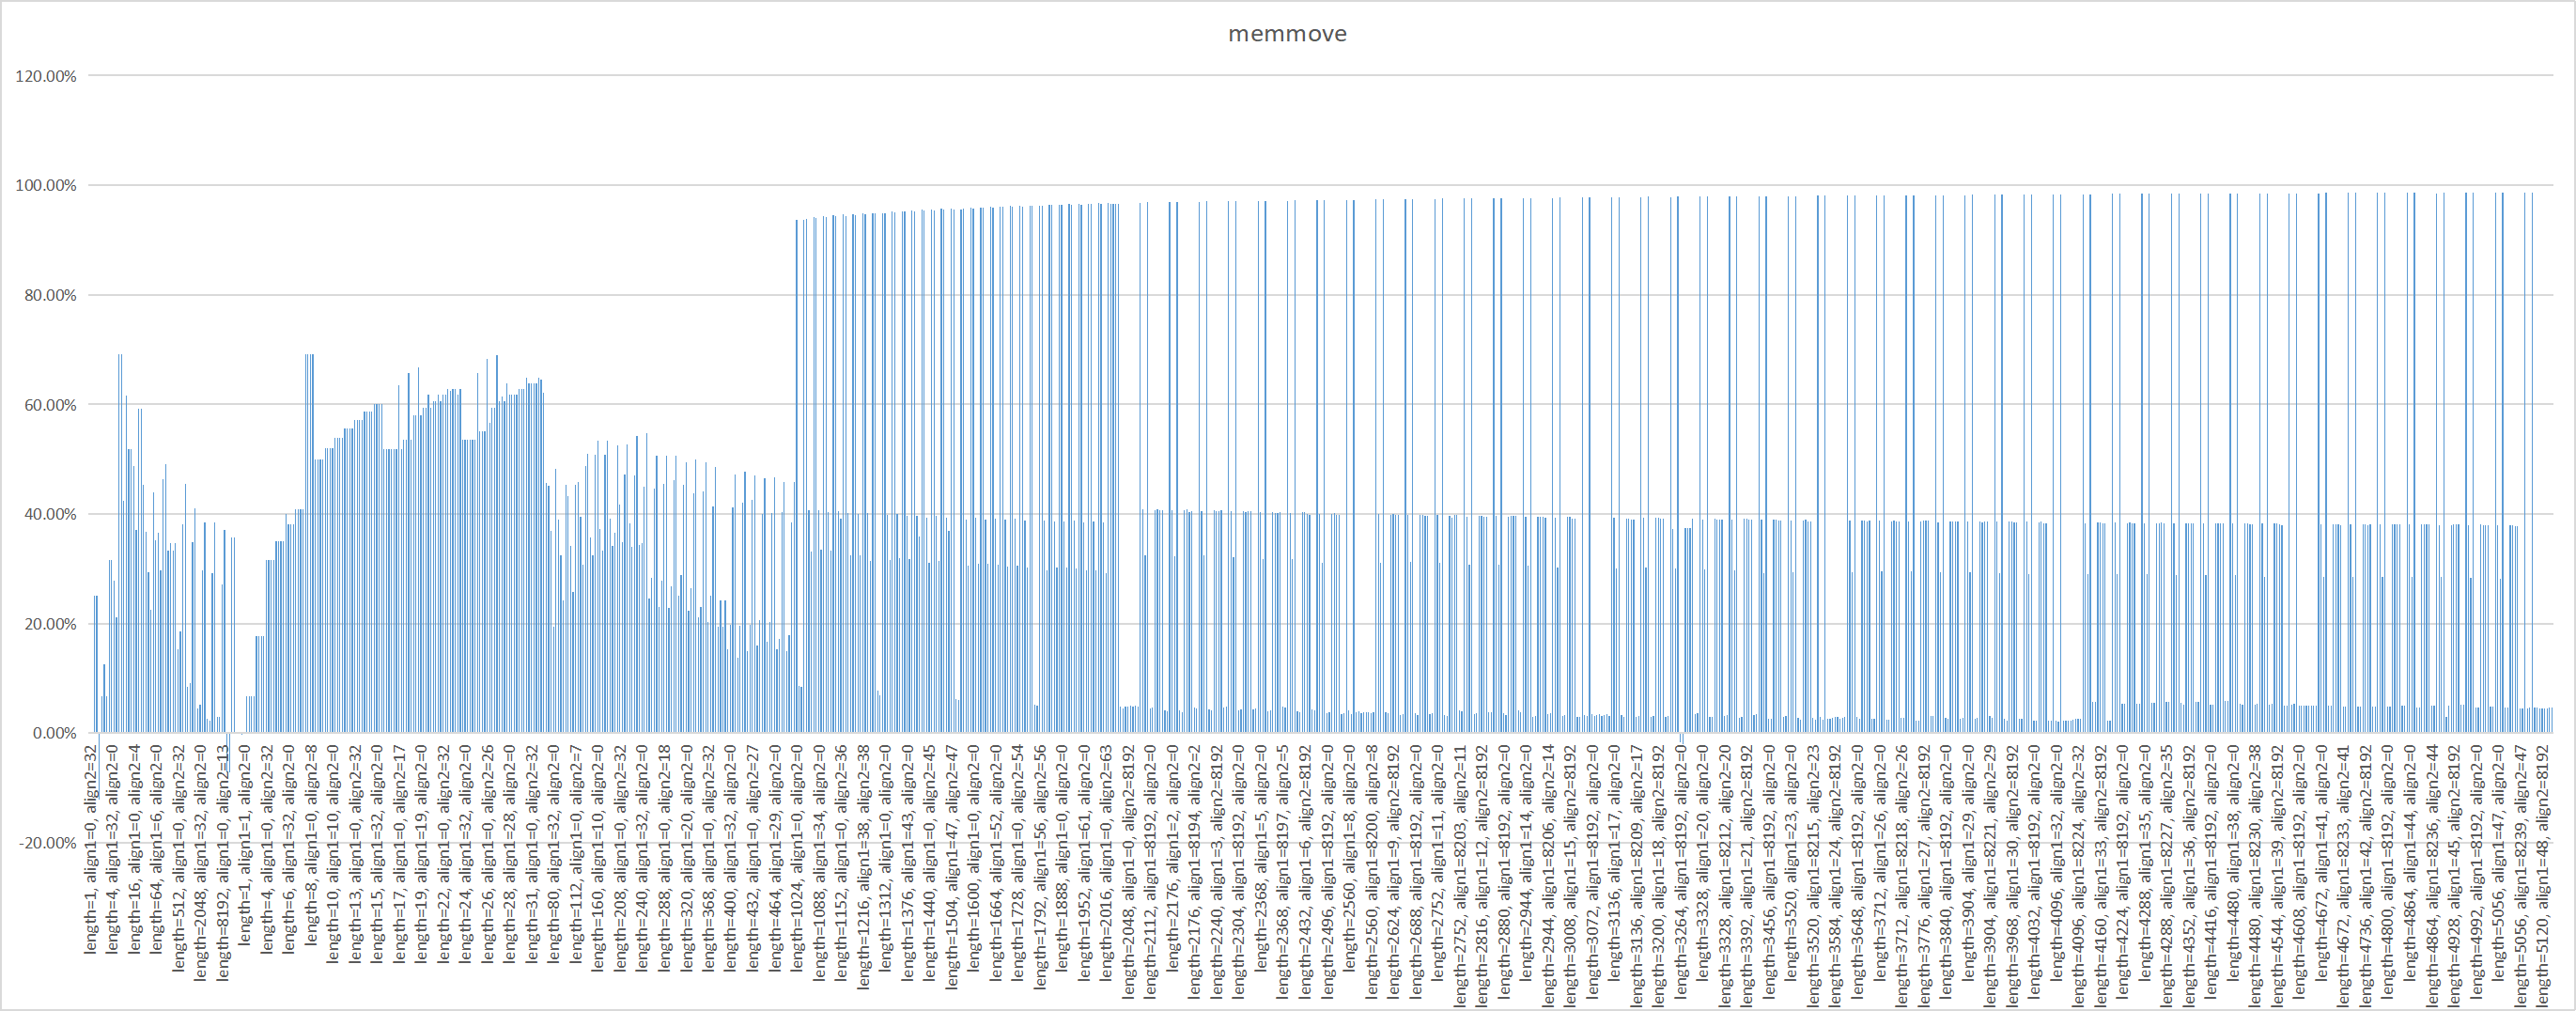 memmove
120.00%
100.00%
80.00%
60.00%
40.00%
20.00%
0.00%
-20.00%
length=1, align1=0, align2=32
length=4, align1=32, align2=0
length=16, align1=0, align2=4
length=64, align1=6, align2=0
length=512, align1=0, align2=32
length=2048, align1=32, align2=0
length=8192, align1=0, align2=13
length=1, align1=1, align2=0
length=4, align1=0, align2=32
length=6, align1=32, align2=0
length=8, align1=0, align2=8
length=10, align1=10, align2=0
length=13, align1=0, align2=32
length=15, align1=32, align2=0
length=17, align1=0, align2=17
length=19, align1=19, align2=0
length=22, align1=0, align2=32
length=24, align1=32, align2=0
length=26, align1=0, align2=26
length=28, align1=28, align2=0
length=31, align1=0, align2=32
length=80, align1=32, align2=0
length=112, align1=0, align2=7
length=160, align1=10, align2=0
length=208, align1=0, align2=32
length=240, align1=32, align2=0
length=288, align1=0, align2=18
length=320, align1=20, align2=0
length=368, align1=0, align2=32
length=400, align1=32, align2=0
length=432, align1=0, align2=27
length=464, align1=29, align2=0
length=1024, align1=0, align2=0
length=1088, align1=34, align2=0
length=1152, align1=0, align2=36
length=1216, align1=38, align2=38
length=1312, align1=0, align2=0
length=1376, align1=43, align2=0
length=1440, align1=0, align2=45
length=1504, align1=47, align2=47
length=1600, align1=0, align2=0
length=1664, align1=52, align2=0
length=1728, align1=0, align2=54
length=1792, align1=56, align2=56
length=1888, align1=0, align2=0
length=1952, align1=61, align2=0
length=2016, align1=0, align2=63
length=2048, align1=0, align2=8192
length=2112, align1=8192, align2=0
length=2176, align1=2, align2=0
length=2176, align1=8194, align2=2
length=2240, align1=3, align2=8192
length=2304, align1=8192, align2=0
length=2368, align1=5, align2=0
length=2368, align1=8197, align2=5
length=2432, align1=6, align2=8192
length=2496, align1=8192, align2=0
length=2560, align1=8, align2=0
length=2560, align1=8200, align2=8
length=2624, align1=9, align2=8192
length=2688, align1=8192, align2=0
length=2752, align1=11, align2=0
length=2752, align1=8203, align2=11
length=2816, align1=12, align2=8192
length=2880, align1=8192, align2=0
length=2944, align1=14, align2=0
length=2944, align1=8206, align2=14
length=3008, align1=15, align2=8192
length=3072, align1=8192, align2=0
length=3136, align1=17, align2=0
length=3136, align1=8209, align2=17
length=3200, align1=18, align2=8192
length=3264, align1=8192, align2=0
length=3328, align1=20, align2=0
length=3328, align1=8212, align2=20
length=3392, align1=21, align2=8192
length=3456, align1=8192, align2=0
length=3520, align1=23, align2=0
length=3520, align1=8215, align2=23
length=3584, align1=24, align2=8192
length=3648, align1=8192, align2=0
length=3712, align1=26, align2=0
length=3712, align1=8218, align2=26
length=3776, align1=27, align2=8192
length=3840, align1=8192, align2=0
length=3904, align1=29, align2=0
length=3904, align1=8221, align2=29
length=3968, align1=30, align2=8192
length=4032, align1=8192, align2=0
length=4096, align1=32, align2=0
length=4096, align1=8224, align2=32
length=4160, align1=33, align2=8192
length=4224, align1=8192, align2=0
length=4288, align1=35, align2=0
length=4288, align1=8227, align2=35
length=4352, align1=36, align2=8192
length=4416, align1=8192, align2=0
length=4480, align1=38, align2=0
length=4480, align1=8230, align2=38
length=4544, align1=39, align2=8192
length=4608, align1=8192, align2=0
length=4672, align1=41, align2=0
length=4672, align1=8233, align2=41
length=4736, align1=42, align2=8192
length=4800, align1=8192, align2=0
length=4864, align1=44, align2=0
length=4864, align1=8236, align2=44
length=4928, align1=45, align2=8192
length=4992, align1=8192, align2=0
length=5056, align1=47, align2=0
length=5056, align1=8239, align2=47
length=5120, align1=48, align2=8192